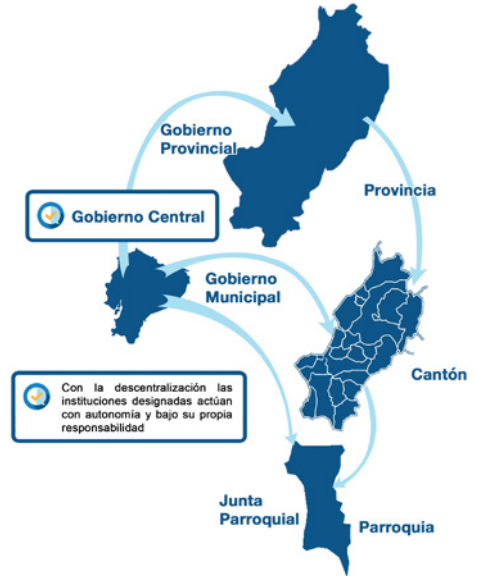 Gobierno
Provincial
Provincia
Gobierno Central
Gobierno
Municipal
Cantón
Con la descentralización las
instituciones designadas actúan
con autonomía y bajo su propia
responsabilidad
Junta
Parroquial
Parroquia